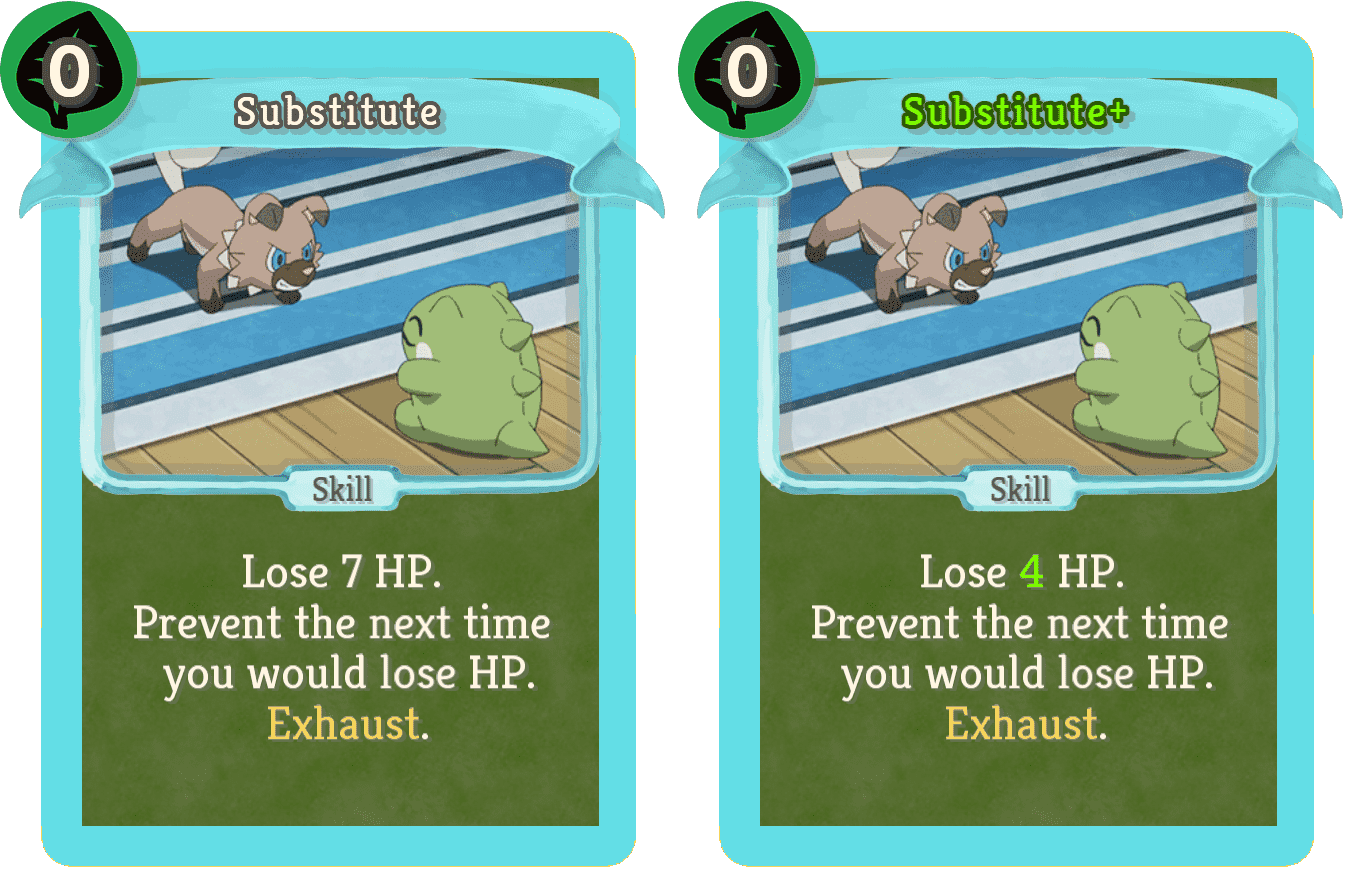 0
Substitute
Skill
Lose 7 HP.
Prevent the next time
you would lose HP.
Exhaust.
0
Substitute+
Skill
Lose 4 HP.
Prevent the next time
you would lose HP.
Exhaust.